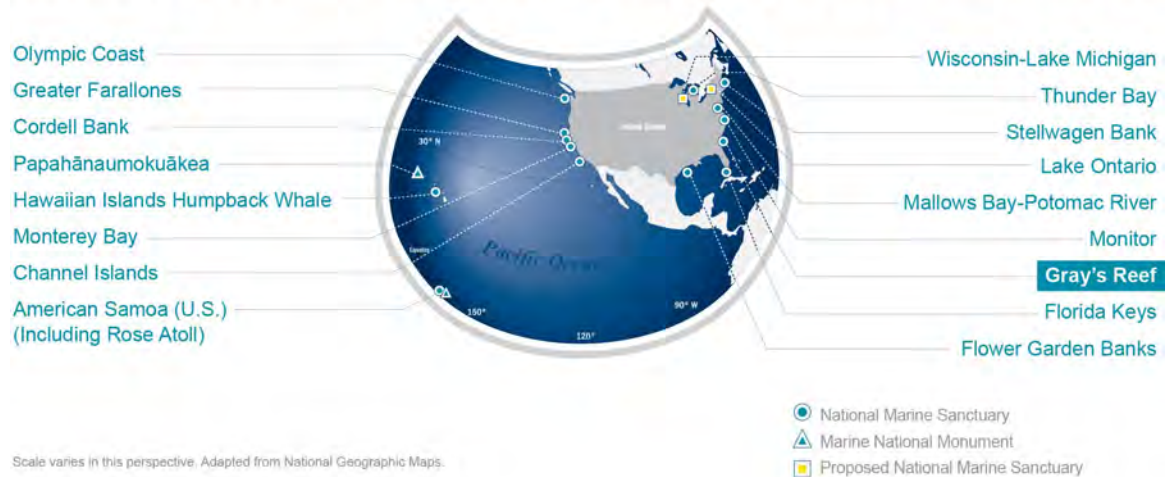 Olympic Coast
Greater Farallones
Cordell Bank
Papahānaumokuākea
Hawaiian Islands Humpback Whale
Monterey Bay
Channel Islands
American Samoa (U.S.)
(Including Rose Atoll)
30° N
United States
Equator
Pacific Ocean
150°
120°
90° W
Wisconsin-Lake Michigan
Thunder Bay
Stellwagen Bank
Lake Ontario
Mallows Bay-Potomac River
Monitor
Gray's Reef
Florida Keys
Flower Garden Banks
National Marine Sanctuary
Marine National Monument
Proposed National Marine Sanctuary
Scale varies in this perspective. Adapted from National Geographic Maps.